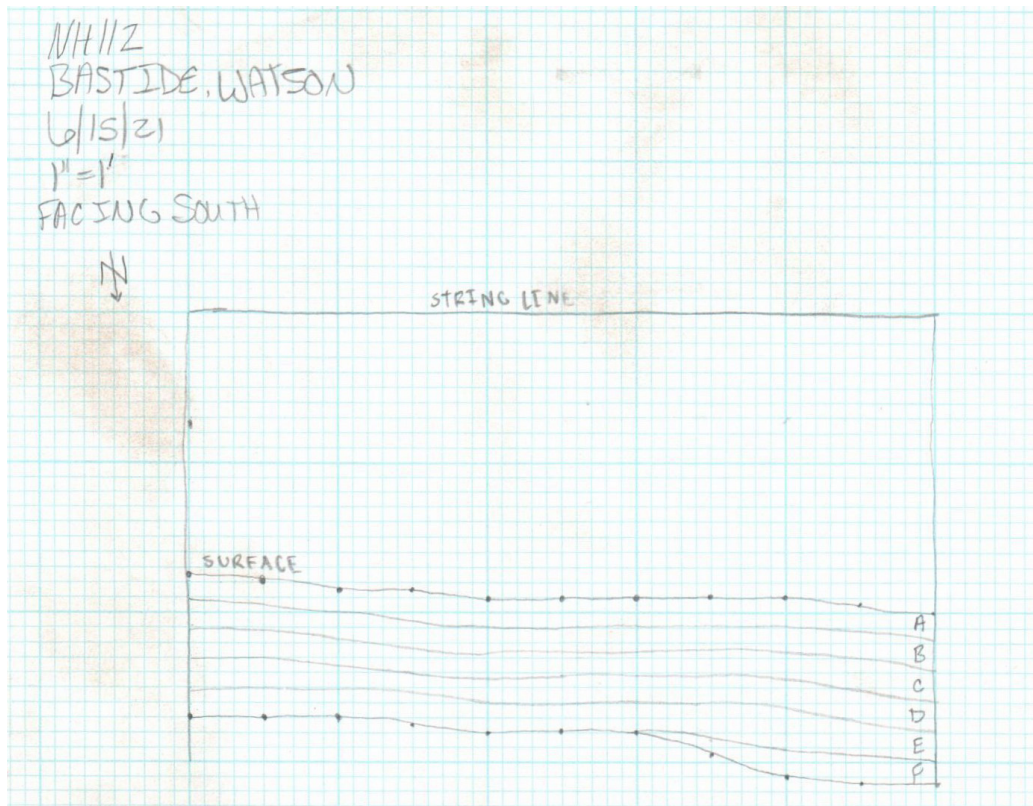 NH112
BASTIDE, WATSON
6/15/21
1"=1'
FACING SOUTH
N
STRING LINE
SURFACE
A
B
C
D
E
F